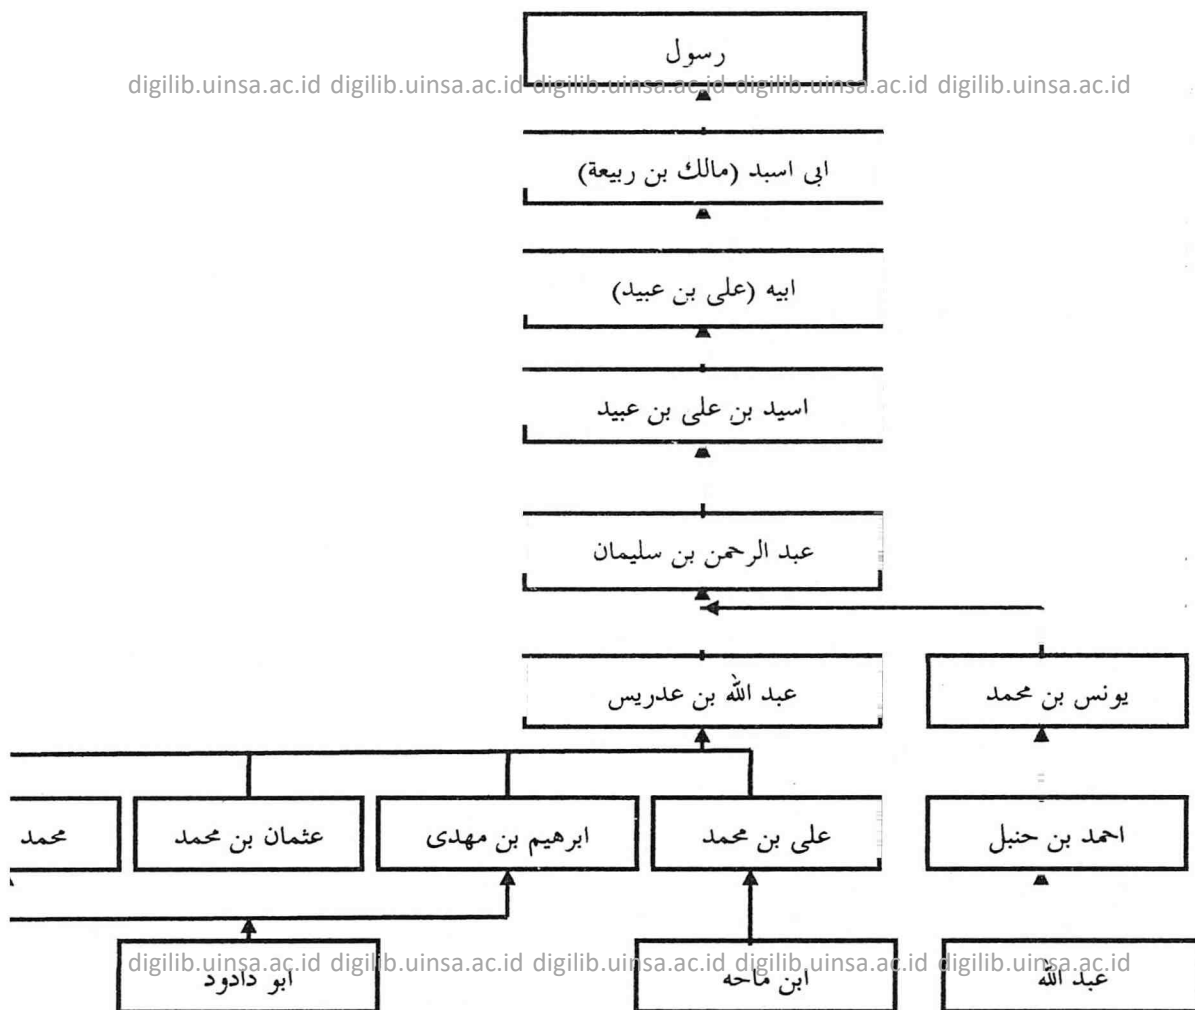 رسول
digilib.uinsa.ac.id digilib.uinsa.ac.id digilib.uinsa.ac.id digilib.uinsa.ac.id digilib.uinsa.ac.id
ابى اسبد (مالك بن ربيعة)
ابيه (على بن عبيد)
اسيد بن على بن عبيد
عبد الرحمن بن سليمان
يونس بن محمد
عبد الله بن عدريس
احمد بن حنبل
على بن محمد
ابرهيم بن مهدى
عثمان بن محمد
محمد
digilib.uinsa.ac.id digilib.uinsa.ac.id digilib.uinsa.ac.id digilib.uinsa.ac.id digilib.uinsa.ac.id
عبد الله
ابن ماحه
ابو دادود